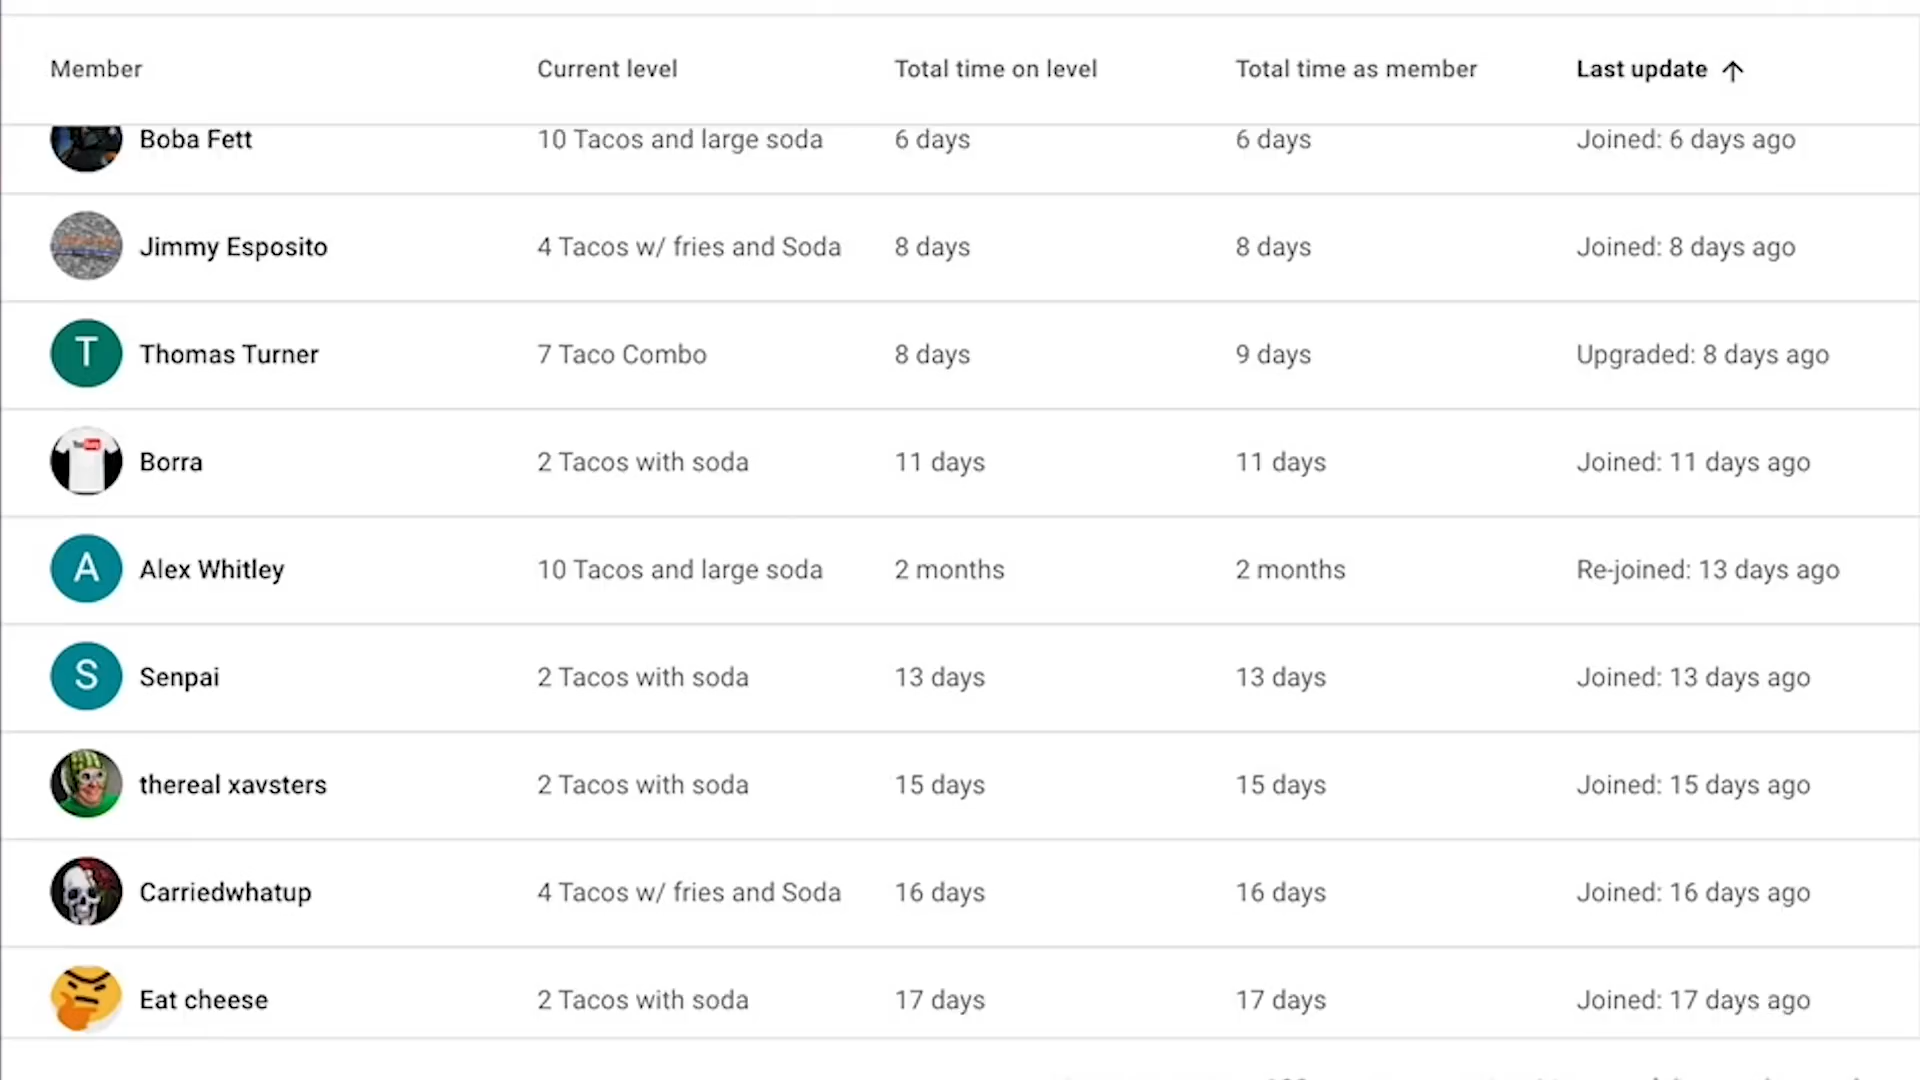 Member Current level Total time on level Total time as member Last update ↑
Boba Fett 10 Tacos and large soda 6 days 6 days Joined: 6 days ago
Jimmy Esposito 4 Tacos w/ fries and Soda 8 days 8 days Joined: 8 days ago
T Thomas Turner 7 Taco Combo 8 days 9 days Upgraded: 8 days ago
Borra 2 Tacos with soda 11 days 11 days Joined: 11 days ago
A Alex Whitley 10 Tacos and large soda 2 months 2 months Re-joined: 13 days ago
S Senpai 2 Tacos with soda 13 days 13 days Joined: 13 days ago
thereal xavsters 2 Tacos with soda 15 days 15 days Joined: 15 days ago
Carriedwhatup 4 Tacos w/ fries and Soda 16 days 16 days Joined: 16 days ago
Eat cheese 2 Tacos with soda 17 days 17 days Joined: 17 days ago